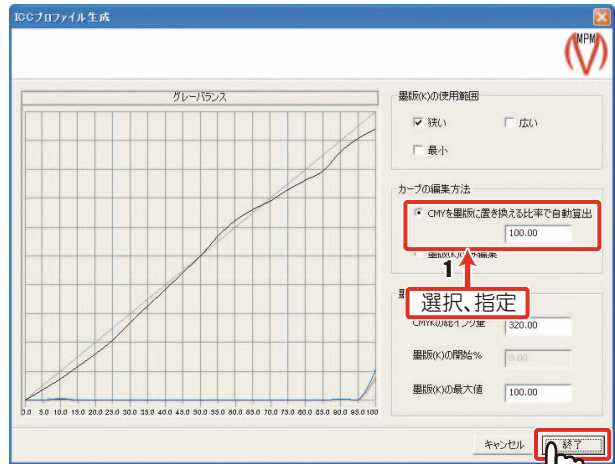 ICCプロファイル生成
MPM
グレーバランス
墨版(K)の使用範囲
狭い
広い
最小
カーブの編集方法
CMYを墨版に置き換える比率で自動算出
100.00
1
選択、指定
CMYKの総インク量
320.00
墨版(K)の開始%
0.00
墨版(K)の最大値
100.00
0.0 5.0 10.0 15.0 20.0 25.0 30.0 35.0 40.0 45.0 50.0 55.0 60.0 65.0 70.0 75.0 80.0 85.0 90.0 95.0 100
キャンセル
終了